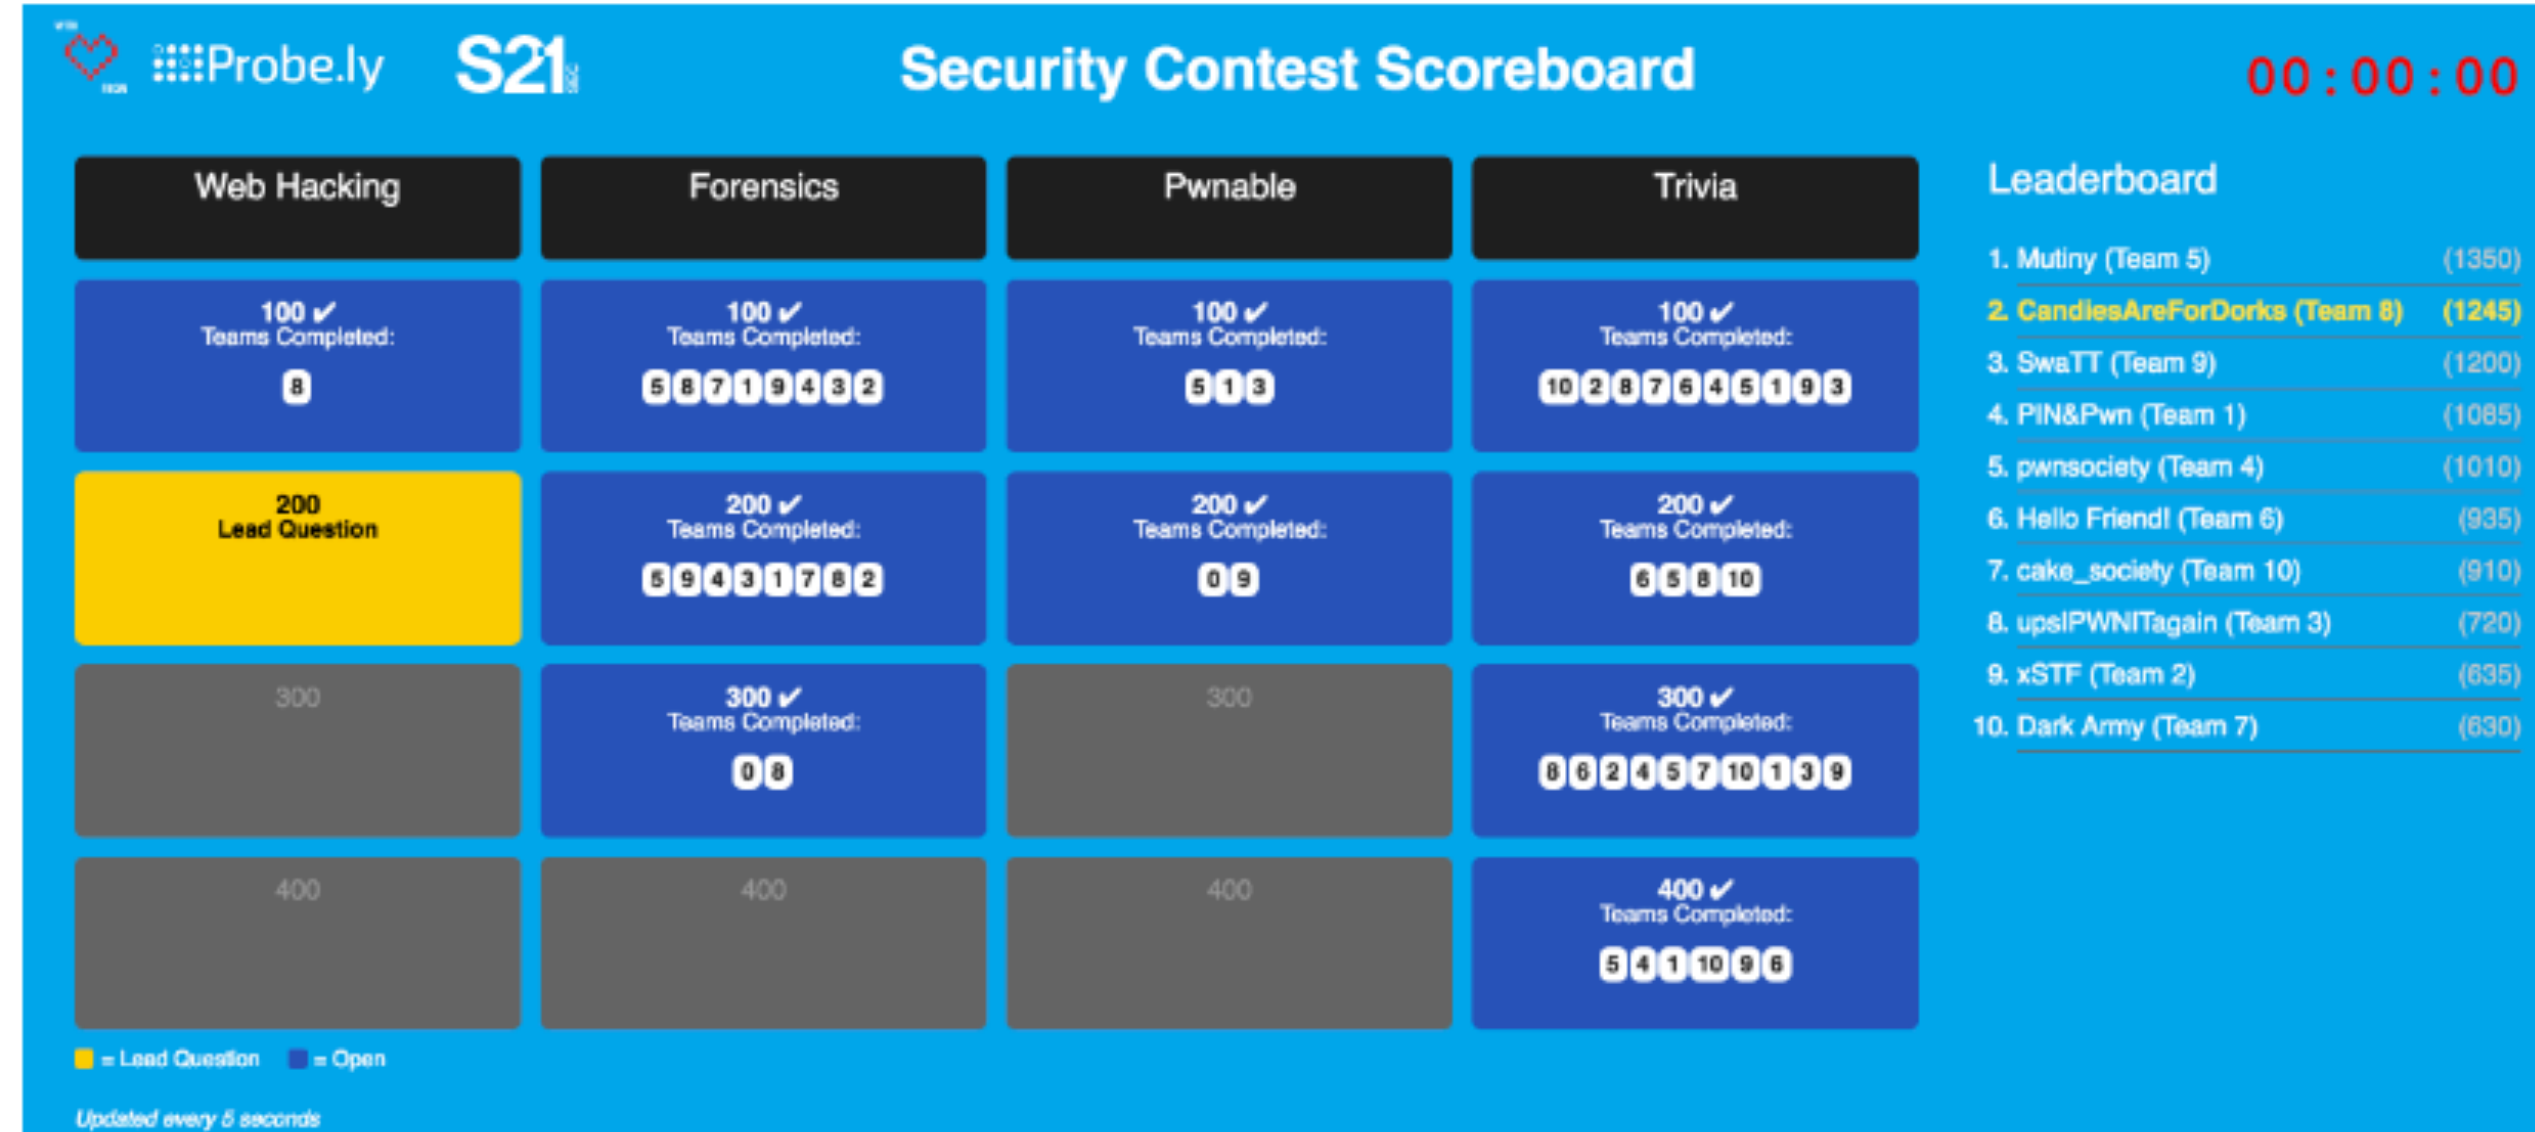 Probe.ly
S21 SEC
Security Contest Scoreboard
00:00:00
Web Hacking
Forensics
Pwnable
Trivia
100 ✔
Teams Completed:
8
100 ✔
Teams Completed:
5 8 7 1 9 4 3 2
100 ✔
Teams Completed:
5 1 3
100 ✔
Teams Completed:
10 2 8 7 6 4 5 1 9 3
200
Lead Question
200 ✔
Teams Completed:
5 9 4 3 1 7 8 2
200 ✔
Teams Completed:
0 9
200 ✔
Teams Completed:
6 5 8 10
300
300 ✔
Teams Completed:
0 8
300
300 ✔
Teams Completed:
8 6 2 4 5 7 10 1 3 9
400
400
400
400 ✔
Teams Completed:
5 4 1 10 9 6
= Lead Question = Open
Updated every 5 seconds
Leaderboard
1. Mutiny (Team 5) (1350)
2. CandiesAreForDorks (Team 8) (1245)
3. SwaTT (Team 9) (1200)
4. PIN&Pwn (Team 1) (1085)
5. pwnsociety (Team 4) (1010)
6. Hello Friend! (Team 6) (935)
7. cake_society (Team 10) (910)
8. upsIPWNITagain (Team 3) (720)
9. xSTF (Team 2) (635)
10. Dark Army (Team 7) (630)